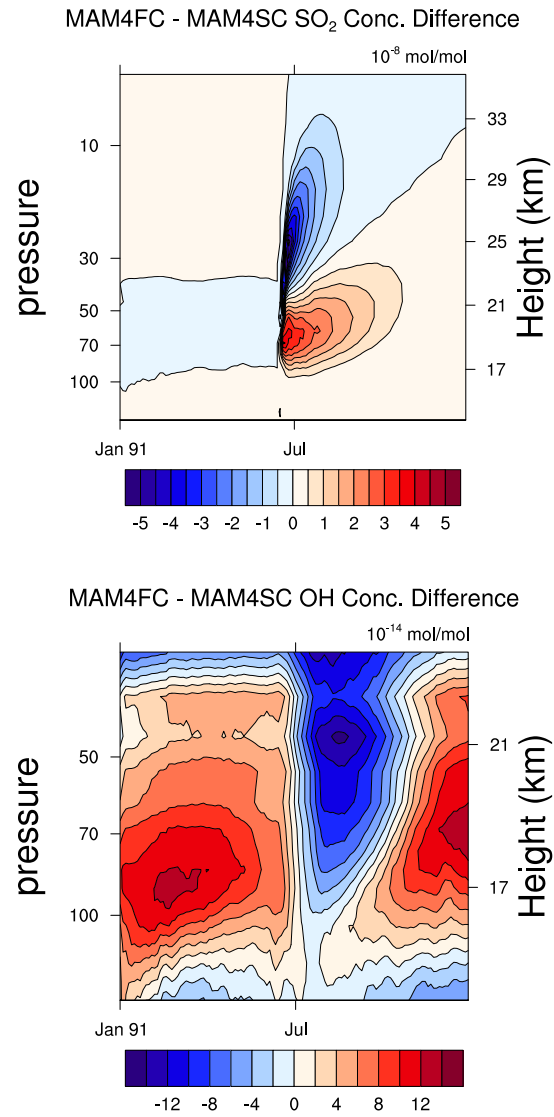 MAM4FC - MAM4SC SO₂ Conc. Difference
10⁻⁸ mol/mol
pressure
10
30
50
70
100
33
29
25
21
17
Height (km)
Jan 91
Jul
-5 -4 -3 -2 -1 0 1 2 3 4 5
MAM4FC - MAM4SC OH Conc. Difference
10⁻¹⁴ mol/mol
pressure
50
70
100
21
17
Height (km)
Jan 91
Jul
-12 -8 -4 0 4 8 12